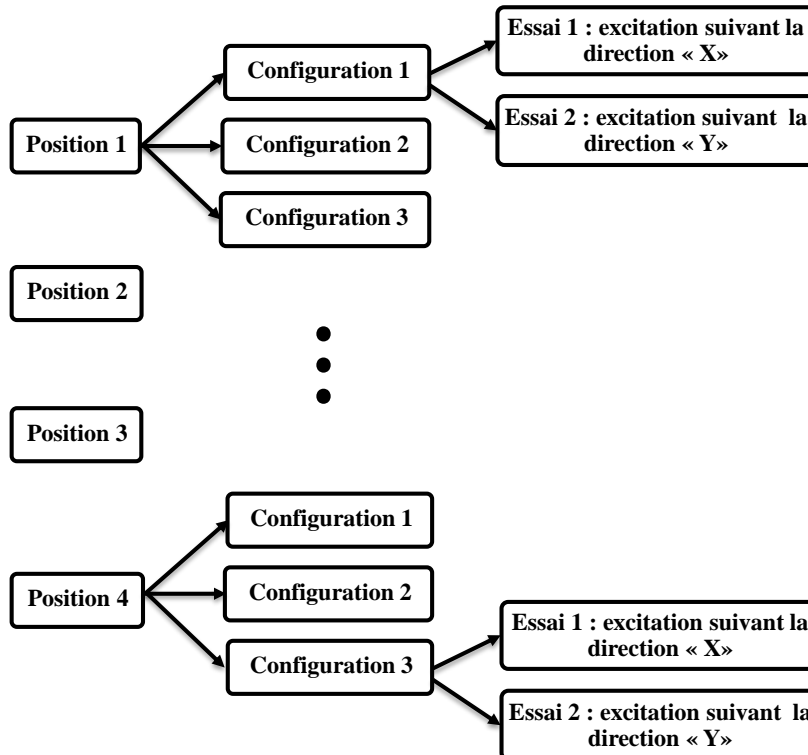 Essai 1 : excitation suivant la
direction « X»
Configuration 1
Essai 2 : excitation suivant la
direction « Y»
Position 1
Configuration 2
Configuration 3
Position 2
Position 3
Configuration 1
Position 4
Configuration 2
Configuration 3
Essai 1 : excitation suivant la
direction « X»
Essai 2 : excitation suivant la
direction « Y»